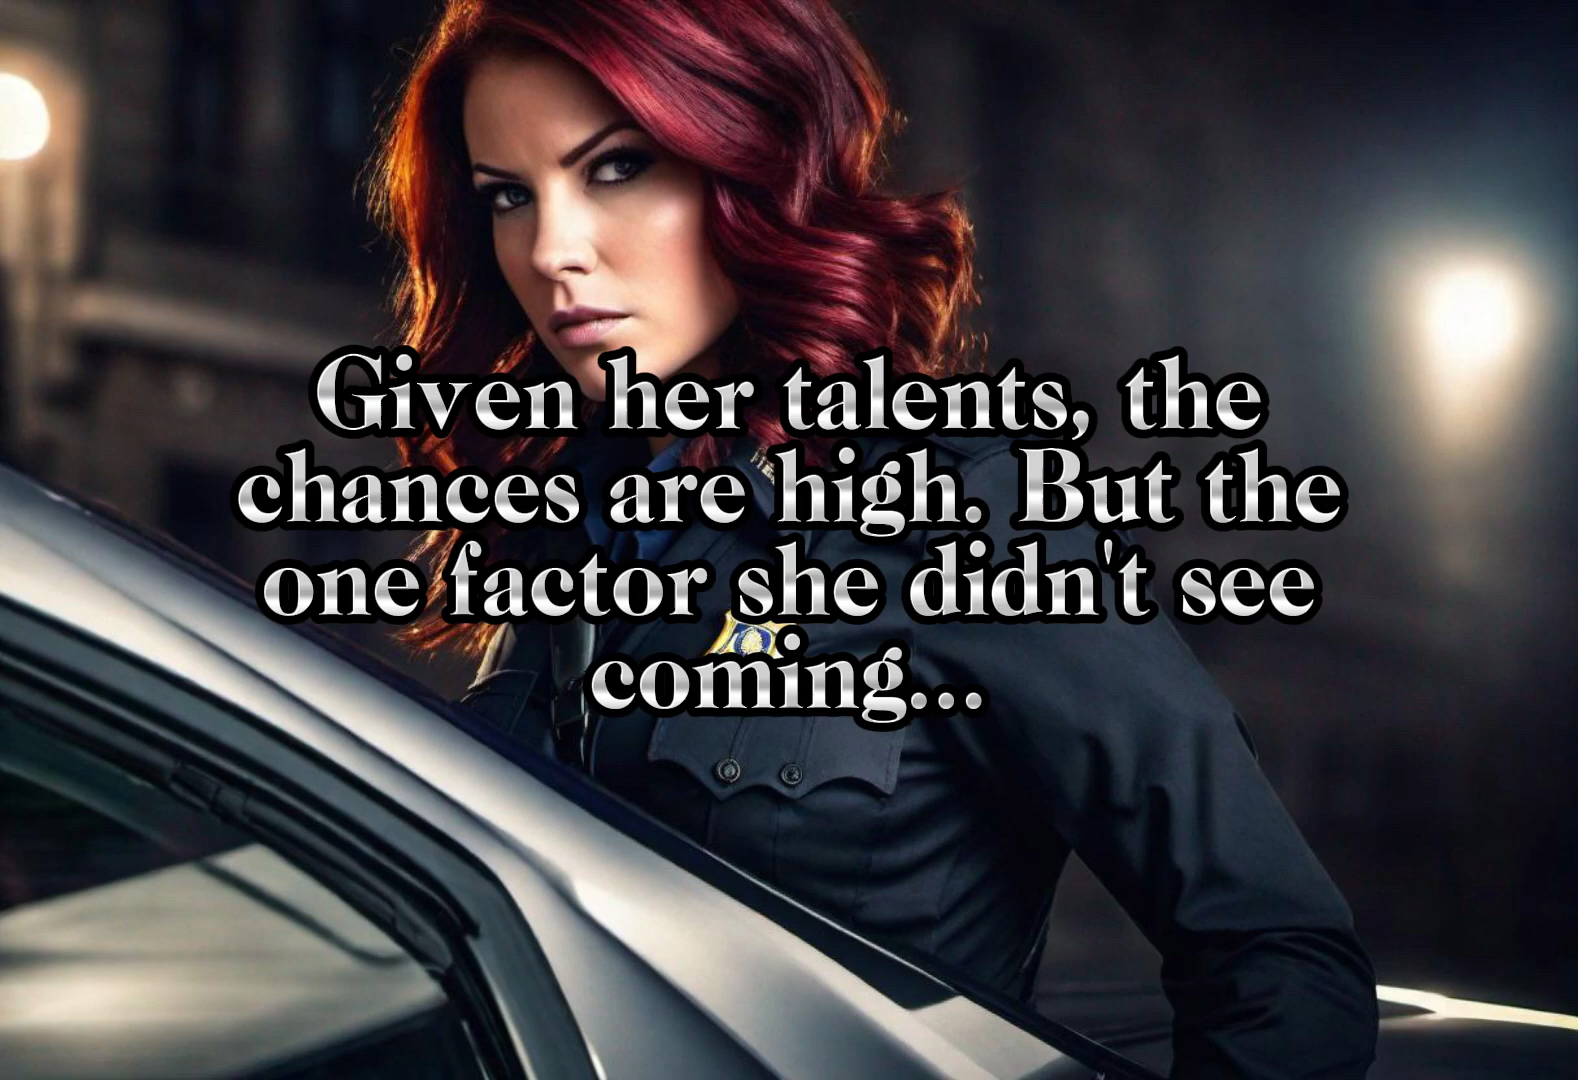 Given her talents, the
chances are high. But the
one factor she didn't see
coming...